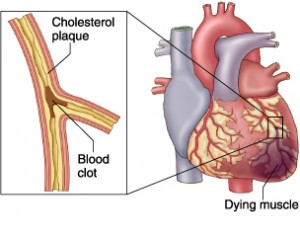 Cholesterol
plaque
Blood
clot
Dying muscle